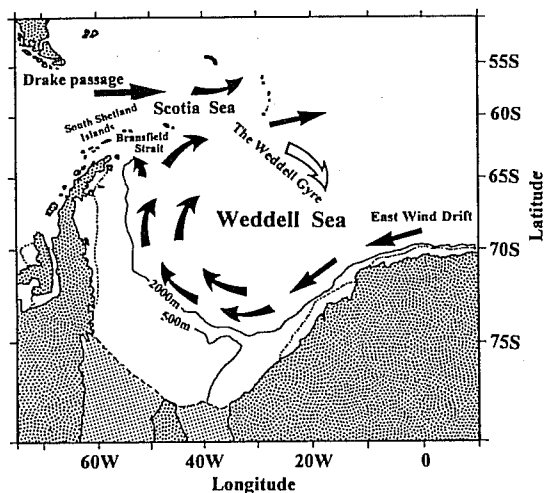 55S
Drake passage
Scotia Sea
60S
South Shetland
Islands
Bransfield
Strait
The Weddell Gyre
65S
Weddell Sea
East Wind Drift
70S
2000m
500m
75S
Latitude
60W
40W
20W
0
Longitude